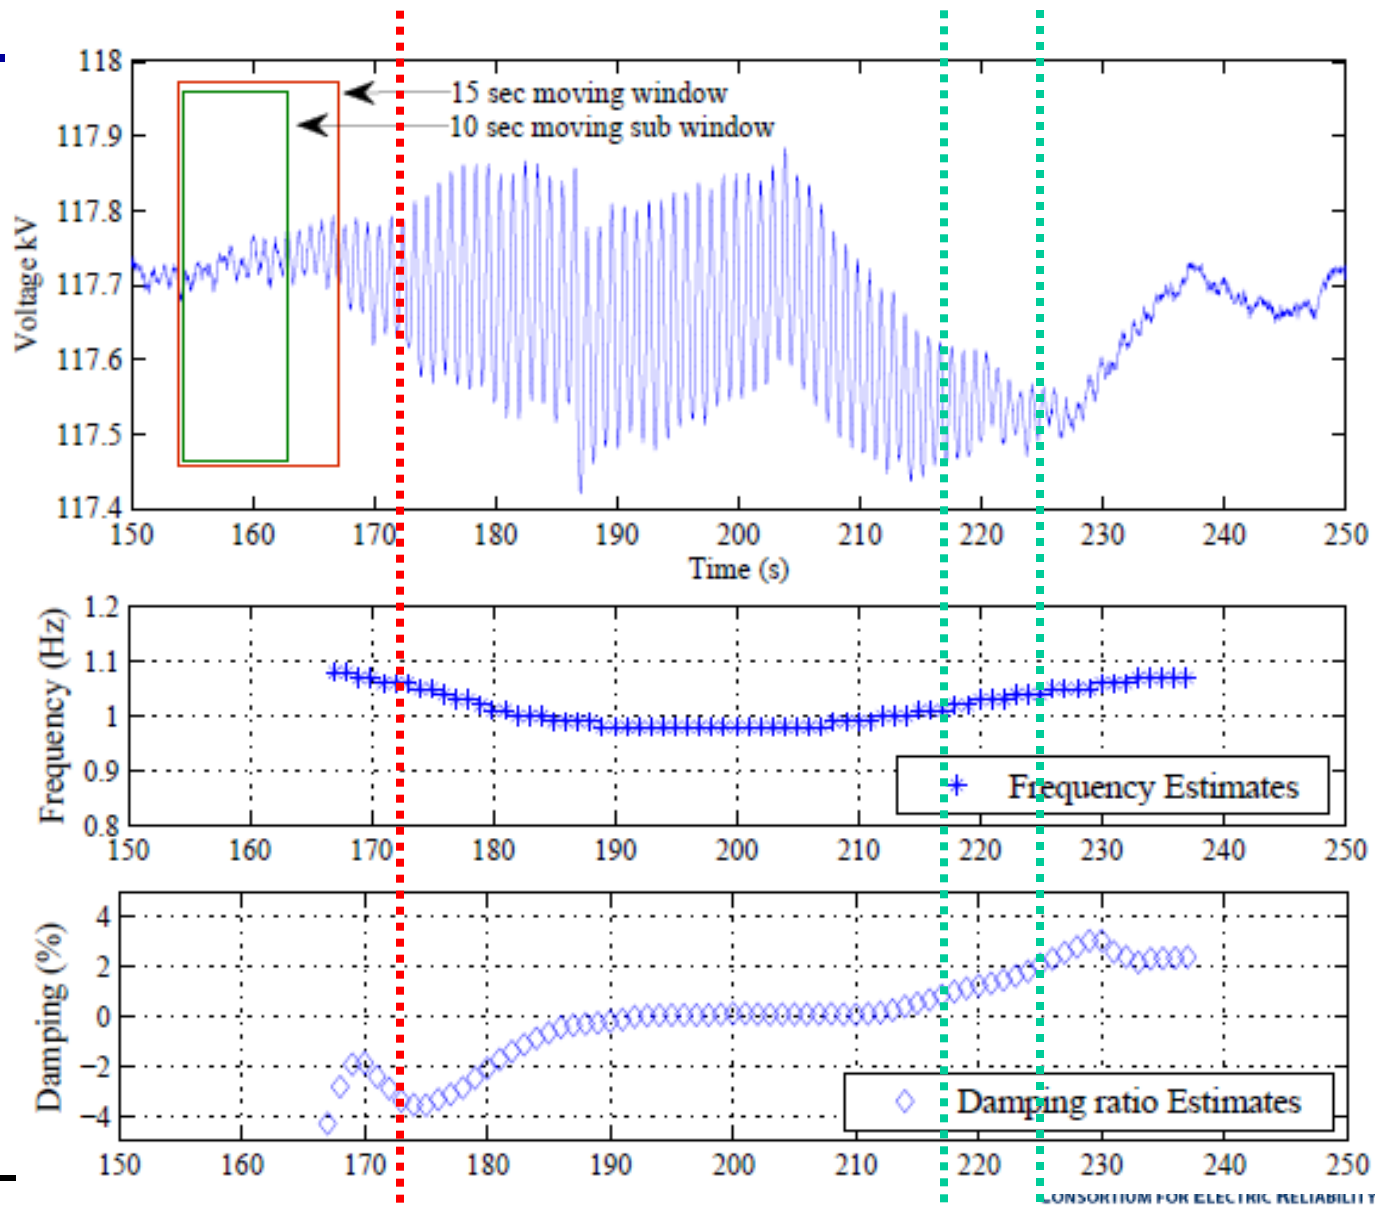 118
15 sec moving window
10 sec moving sub window
117.9
117.8
117.7
117.6
117.5
117.4
Voltage kV
150 160 170 180 190 200 210 220 230 240 250
Time (s)
1.2
1.1
1
0.9
0.8
Frequency (Hz)
Frequency Estimates
150 160 170 180 190 200 210 220 230 240 250
4
2
0
−2
−4
Damping (%)
Damping ratio Estimates
150 160 170 180 190 200 210 220 230 240 250
CONSORTIUM FOR ELECTRIC RELIABILITY